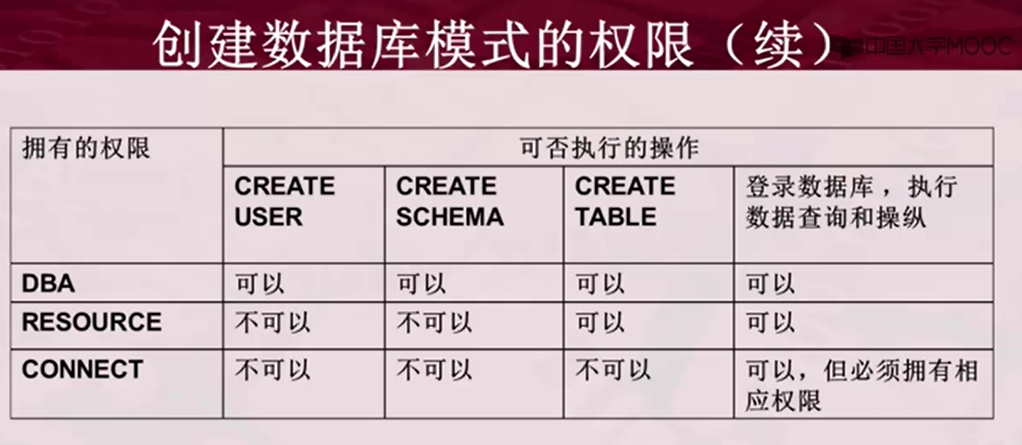 创建数据库模式的权限（续）
中国大学MOOC
拥有的权限
可否执行的操作
CREATE USER
CREATE SCHEMA
CREATE TABLE
登录数据库，执行
数据查询和操纵
DBA 可以 可以 可以 可以
RESOURCE 不可以 不可以 可以 可以
CONNECT 不可以 不可以 不可以 可以，但必须拥有相
应权限